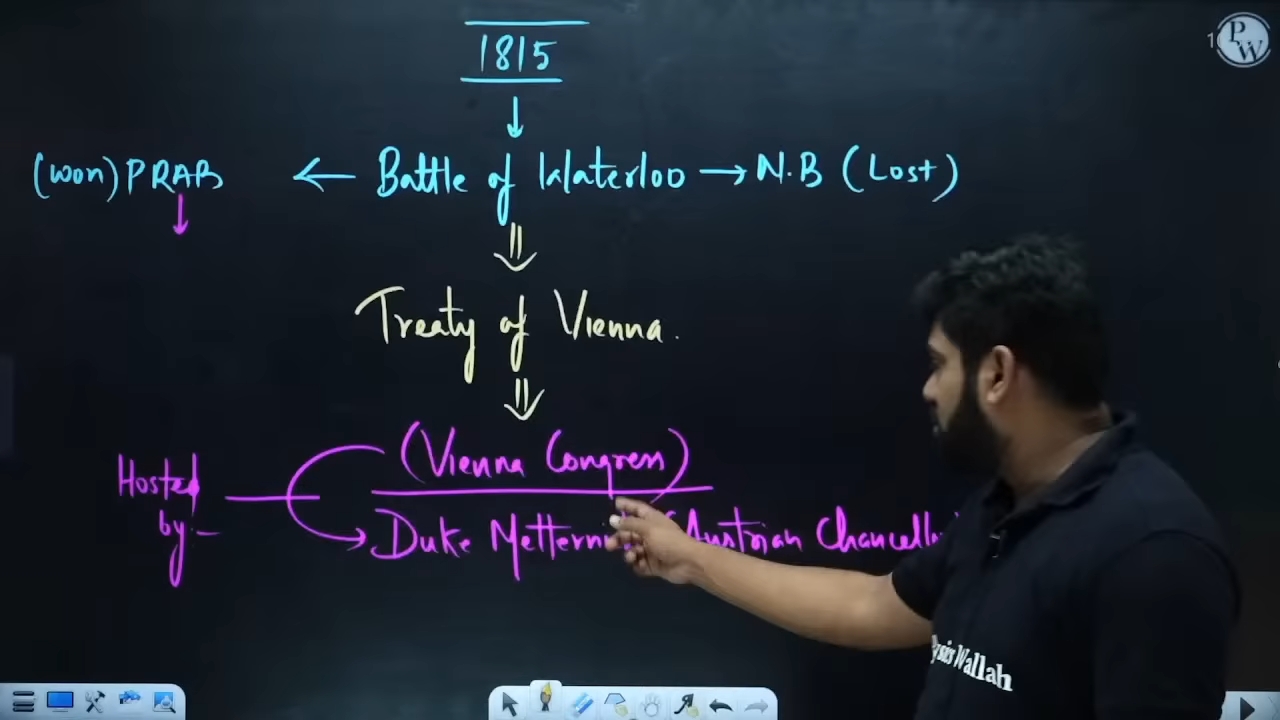 1815
(won) PRAB ← Battle of Waterloo → N.B (Lost)
Treaty of Vienna.
(Vienna Congress)
Hosted by:-
Duke Metternich (Austrian Chancellor)
PW
Wallah